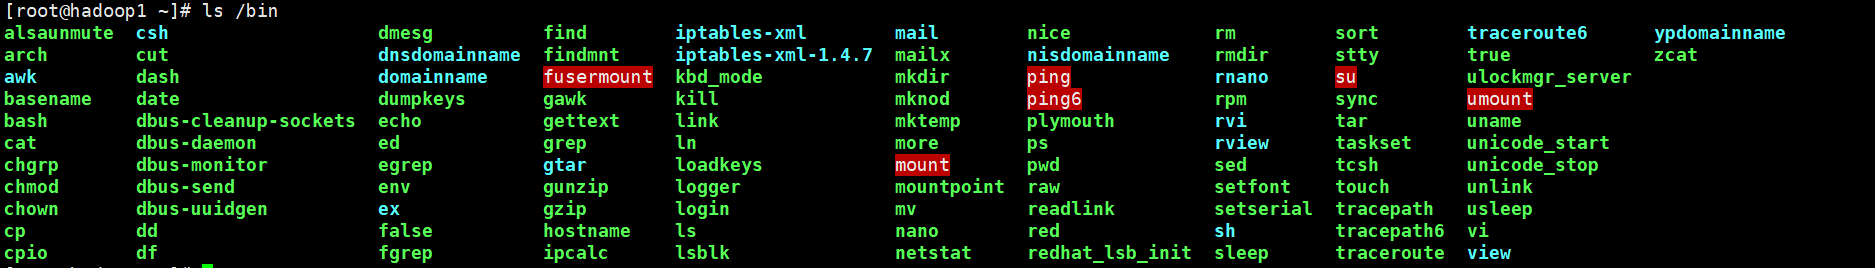 [root@hadoop1 ~]# ls /bin
alsaunmute csh dmesg find iptables-xml mail nice rm sort traceroute6 ypdomainname
arch cut dnsdomainname findmnt iptables-xml-1.4.7 mailx nisdomainname rmdir stty true zcat
awk dash domainname fusermount kbd_mode mkdir ping rnano su ulockmgr_server
basename date dumpkeys gawk kill mknod ping6 rpm sync umount
bash dbus-cleanup-sockets echo gettext link mktemp plymouth rvi tar uname
cat dbus-daemon ed grep ln more ps rview taskset unicode_start
chgrp dbus-monitor egrep gtar loadkeys mount pwd sed tcsh unicode_stop
chmod dbus-send env gunzip logger mountpoint raw setfont touch unlink
chown dbus-uuidgen ex gzip login mv readlink setserial tracepath usleep
cp dd false hostname ls nano red sh tracepath6 vi
cpio df fgrep ipcalc lsblk netstat redhat_lsb_init sleep traceroute view